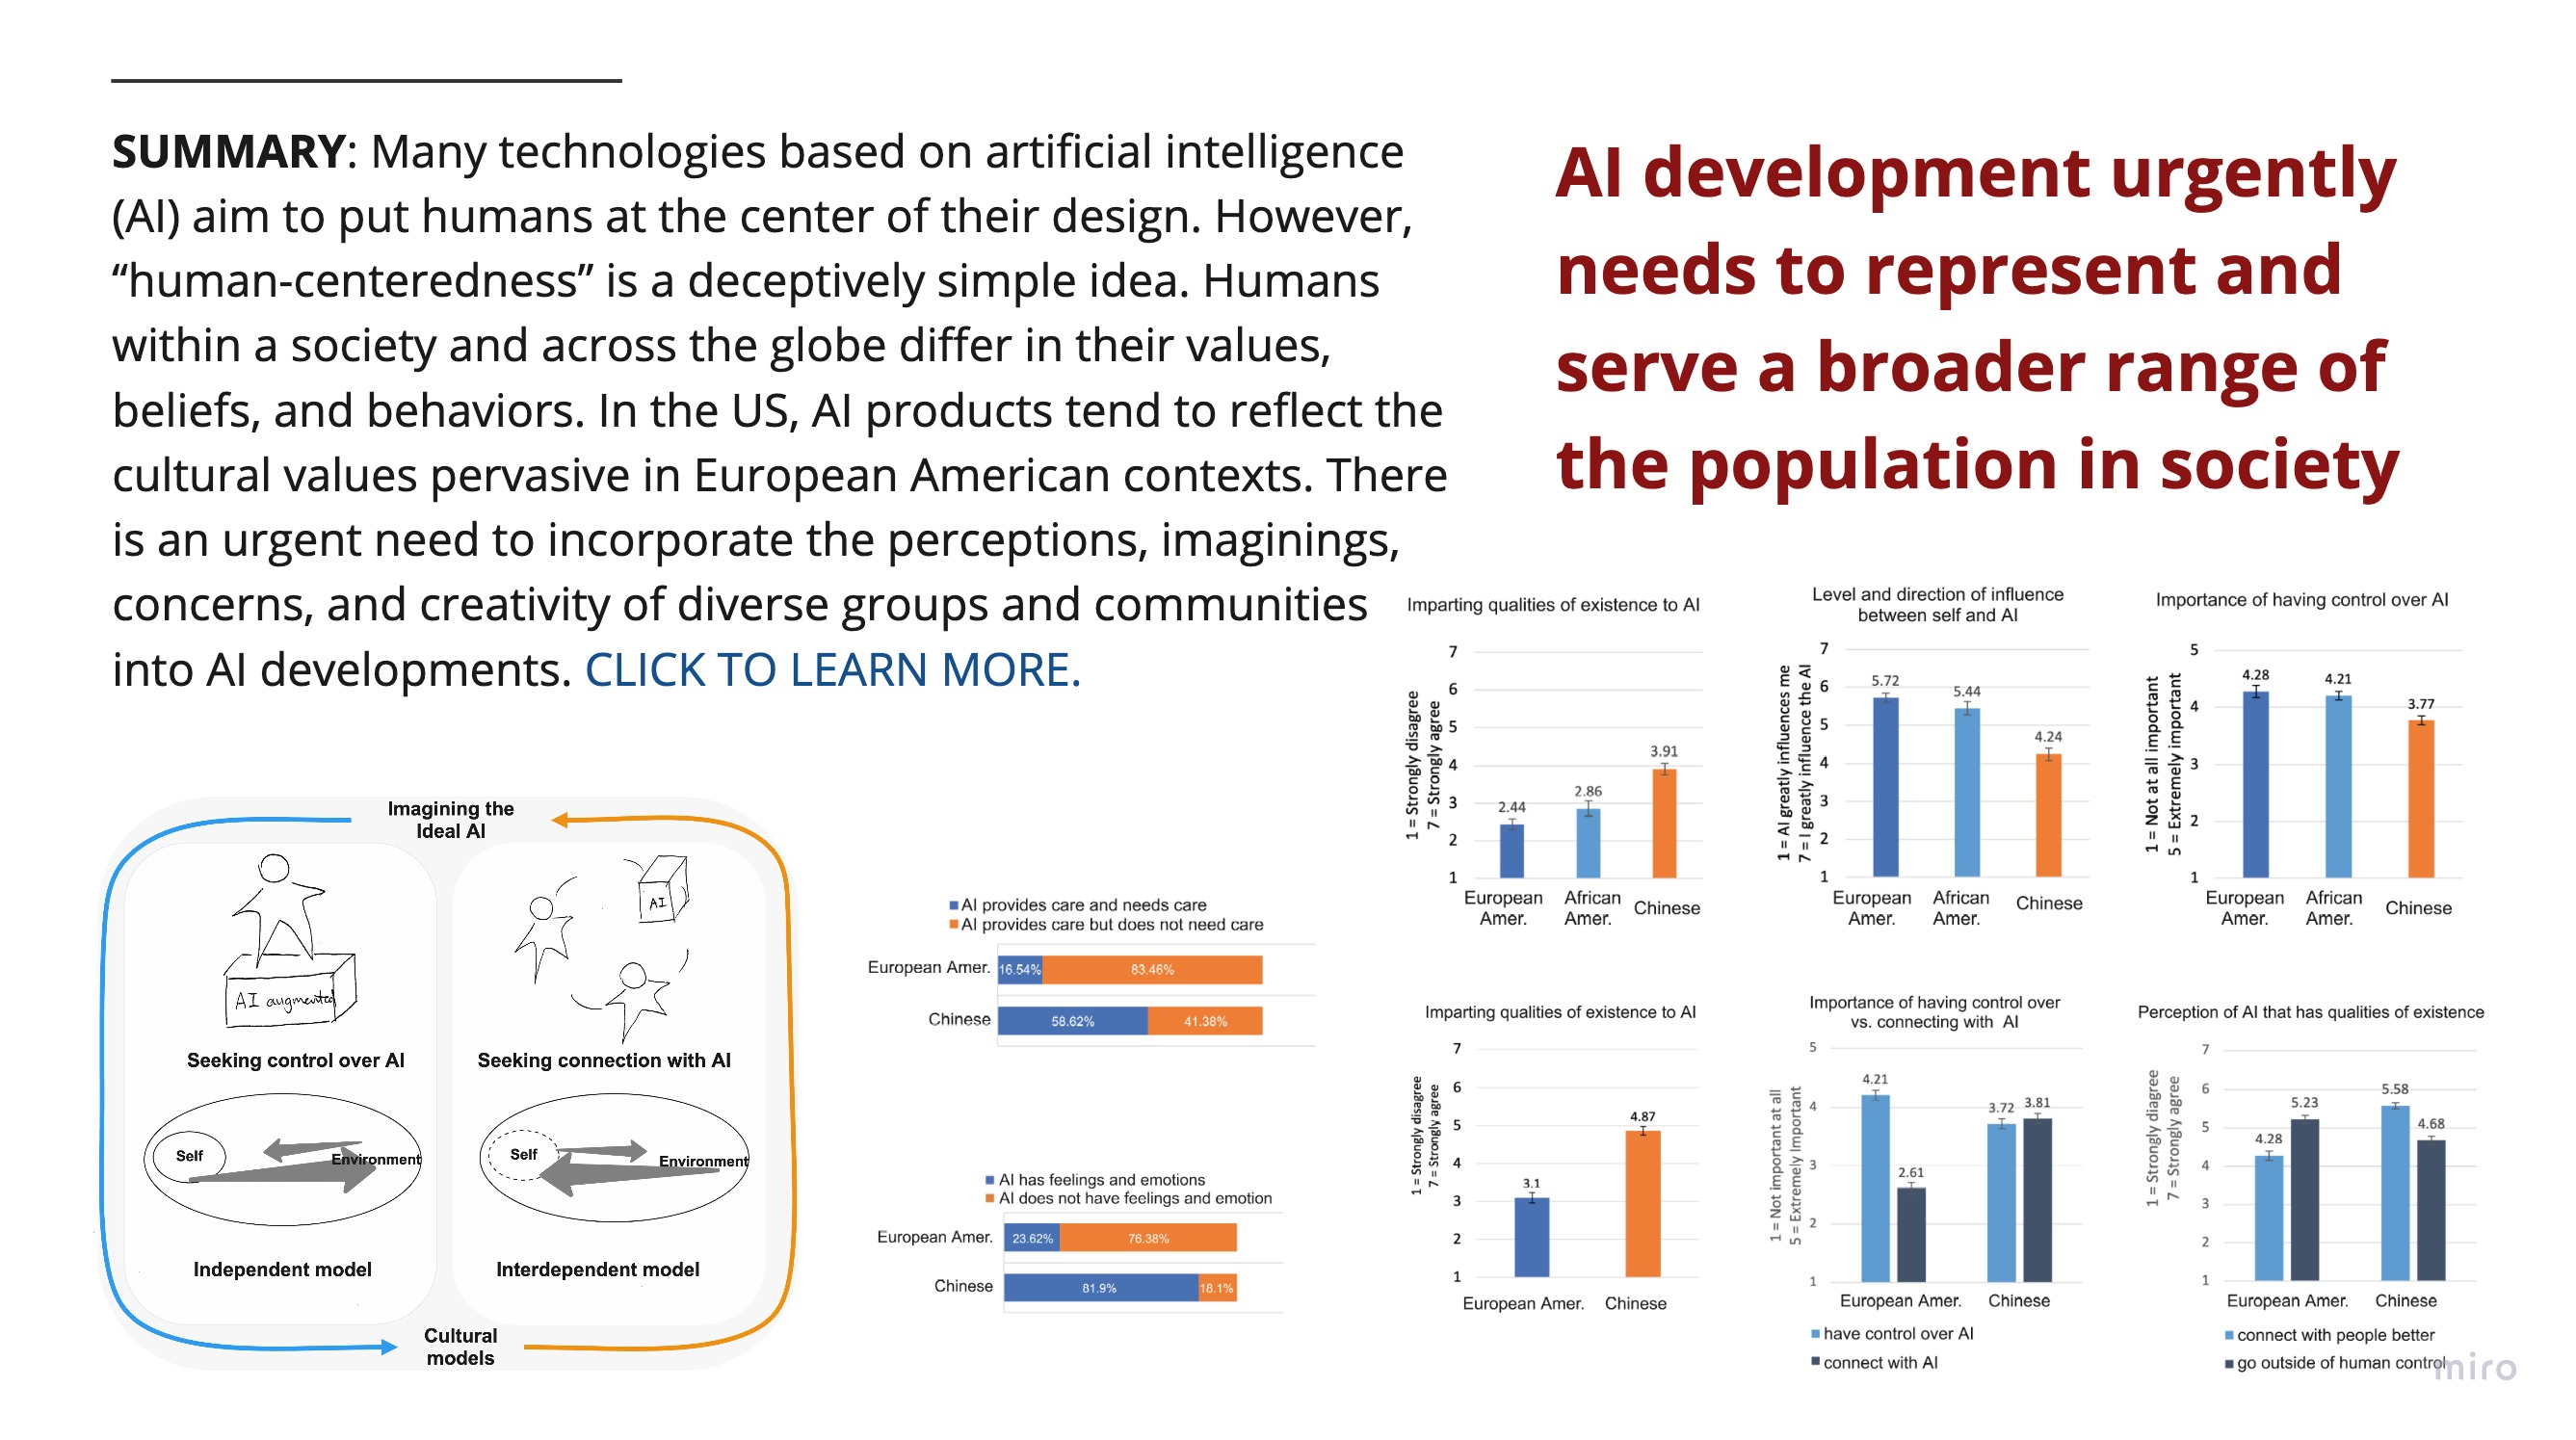 SUMMARY: Many technologies based on artificial intelligence
(AI) aim to put humans at the center of their design. However,
“human-centeredness” is a deceptively simple idea. Humans
within a society and across the globe differ in their values,
beliefs, and behaviors. In the US, AI products tend to reflect the
cultural values pervasive in European American contexts. There
is an urgent need to incorporate the perceptions, imaginings,
concerns, and creativity of diverse groups and communities
into AI developments. CLICK TO LEARN MORE.
AI development urgently
needs to represent and
serve a broader range of
the population in society
Imagining the
Ideal AI
AI augmented
AI
Seeking control over AI
Seeking connection with AI
Self
Environment
Self
Environment
Independent model
Interdependent model
Cultural
models
AI provides care and needs care
AI provides care but does not need care
European Amer.
16.54%
83.46%
Chinese
58.62%
41.38%
AI has feelings and emotions
AI does not have feelings and emotion
European Amer.
23.62%
76.38%
Chinese
81.9%
18.1%
Imparting qualities of existence to AI
1 = Strongly disagree
7 = Strongly agree
7
6
5
4
3
2
1
2.44
2.86
3.91
European
Amer.
African
Amer.
Chinese
Level and direction of influence
between self and AI
1 = AI greatly influences me
7 = I greatly influence the AI
7
6
5
4
3
2
1
5.72
5.44
4.24
European
Amer.
African
Amer.
Chinese
Importance of having control over AI
1 = Not at all important
5 = Extremely important
5
4
3
2
1
4.28
4.21
3.77
European
Amer.
African
Amer.
Chinese
Imparting qualities of existence to AI
1 = Strongly disagree
7 = Strongly agree
7
6
5
4
3
2
1
3.1
4.87
European Amer.
Chinese
Importance of having control over
vs. connecting with AI
1 = Not important at all
5 = Extremely Important
5
4
3
2
1
4.21
2.61
3.72
3.81
European Amer.
Chinese
have control over AI
connect with AI
Perception of AI that has qualities of existence
1 = Strongly diagree
7 = Strongly agree
7
6
5
4
3
2
1
4.28
5.23
5.58
4.68
European Amer.
Chinese
connect with people better
go outside of human control
miro